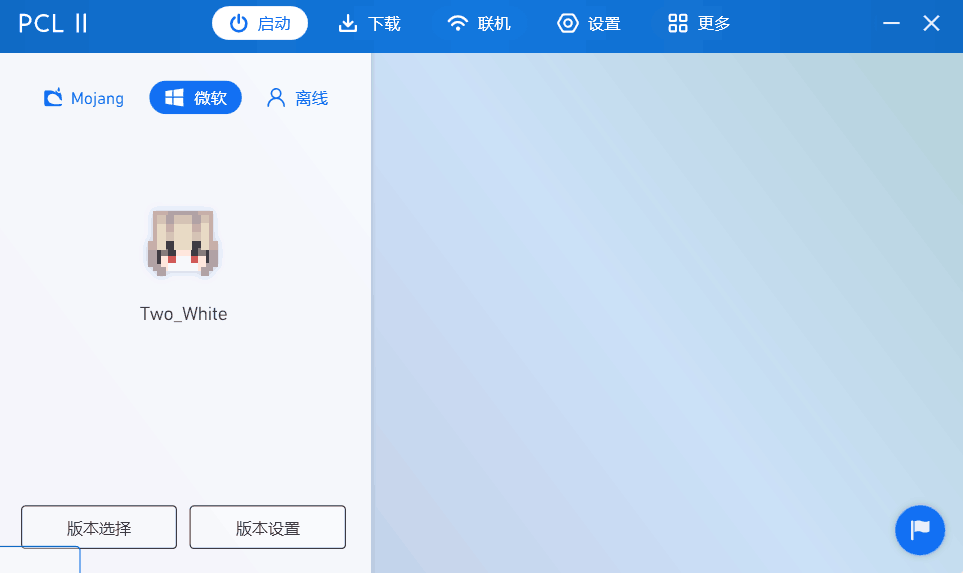 PCL II
启动
下载
联机
设置
更多
Mojang
微软
离线
Two_White
版本选择
版本设置